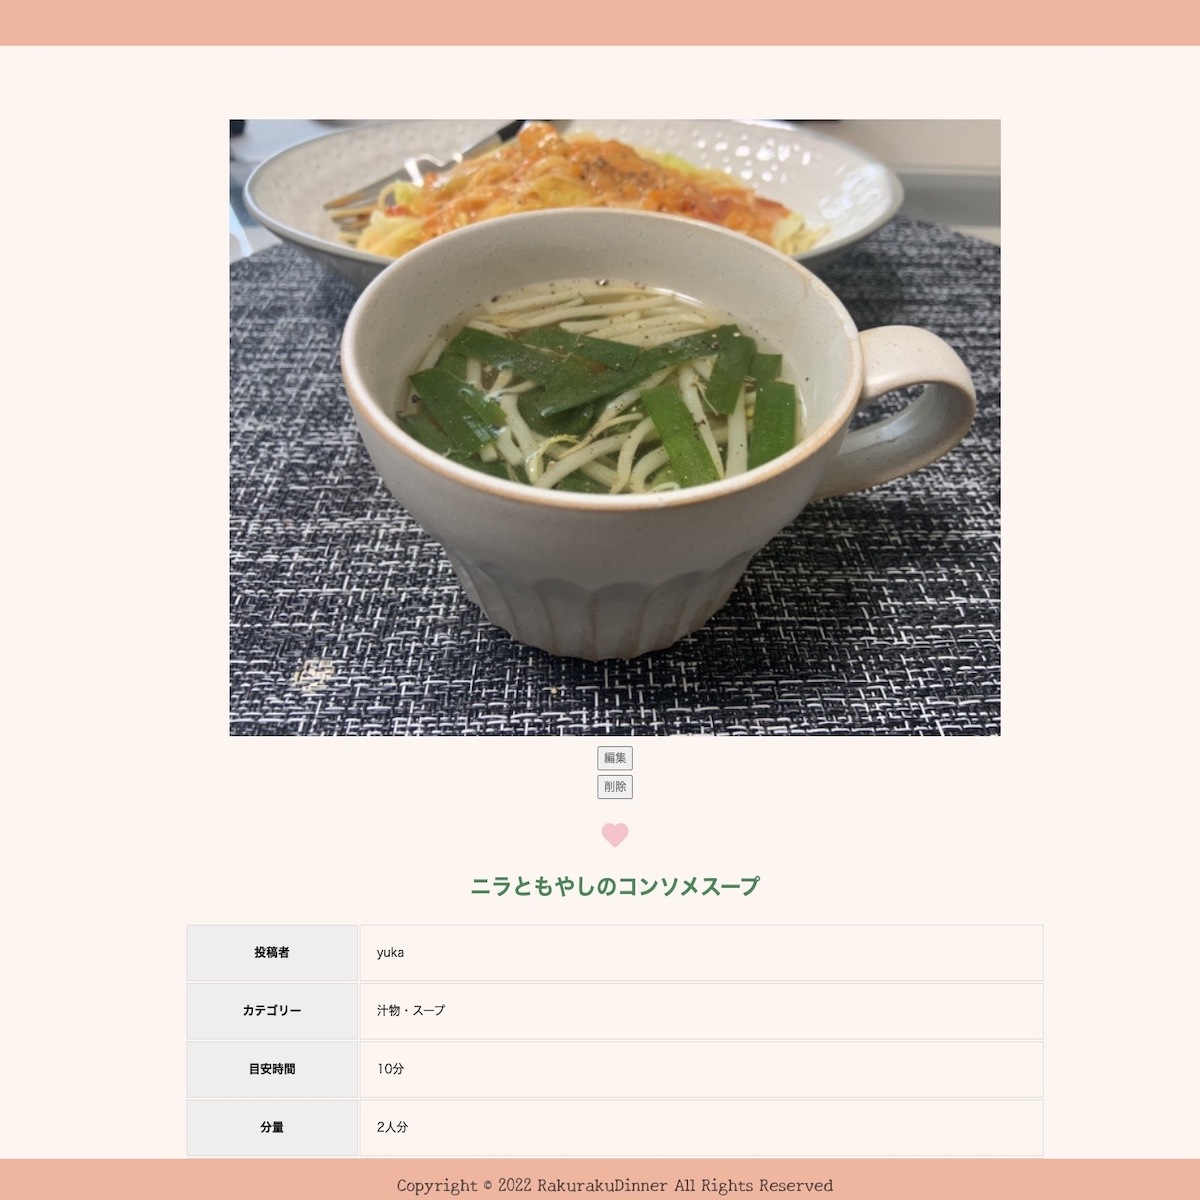 編集
削除
ニラともやしのコンソメスープ
投稿者 yuka
カテゴリー 汁物・スープ
目安時間 10分
分量 2人分
Copyright © 2022 RakurakuDinner All Rights Reserved